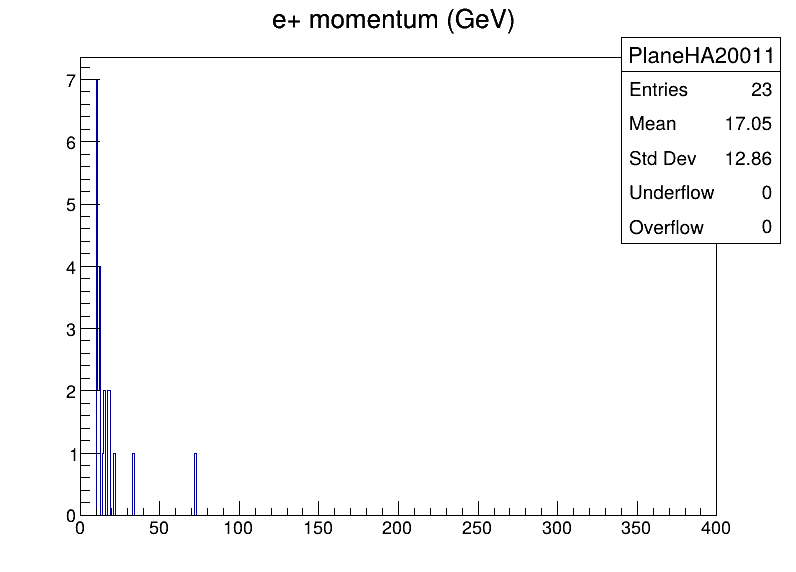 e+ momentum (GeV)
PlaneHA20011
Entries 23
Mean 17.05
Std Dev 12.86
Underflow 0
Overflow 0
7
6
5
4
3
2
1
0
0 50 100 150 200 250 300 350 400